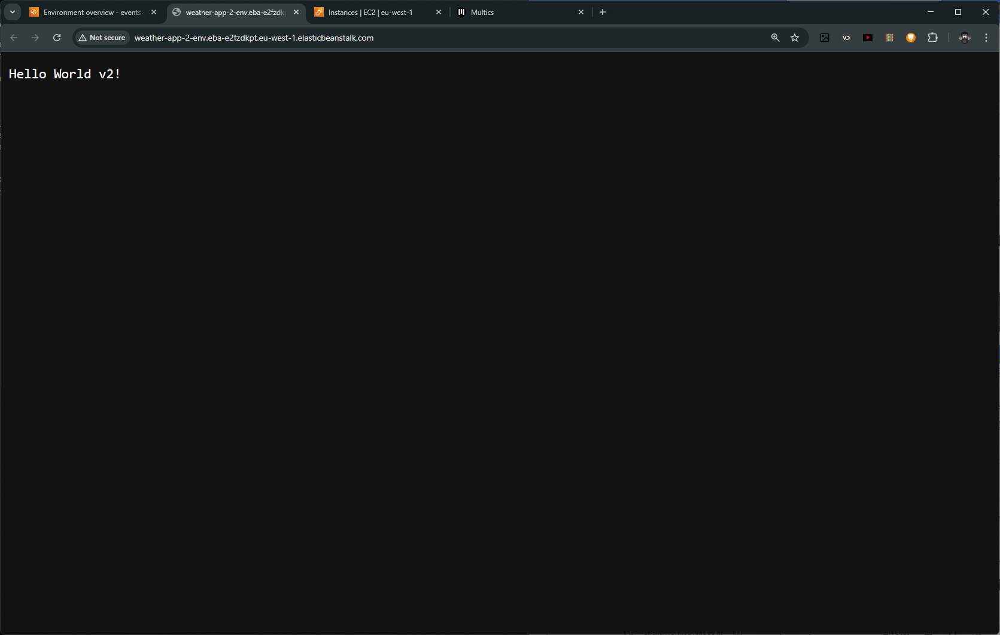 Environment overview - events
weather-app-2-env.eba-e2fzdk
Instances | EC2 | eu-west-1
Multics
Not secure
weather-app-2-env.eba-e2fzdkpt.eu-west-1.elasticbeanstalk.com
Hello World v2!